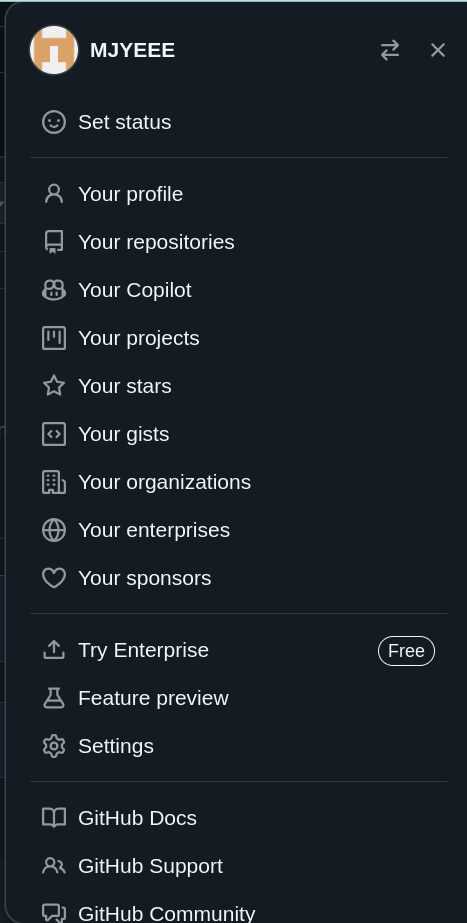 MJYEEE
Set status
Your profile
Your repositories
Your Copilot
Your projects
Your stars
Your gists
Your organizations
Your enterprises
Your sponsors
Try Enterprise Free
Feature preview
Settings
GitHub Docs
GitHub Support
GitHub Community